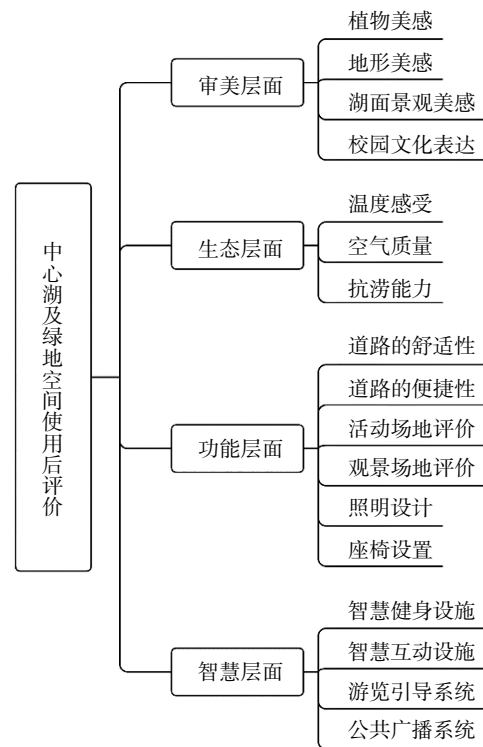 中心湖及绿地空间使用后评价
审美层面
植物美感
地形美感
湖面景观美感
校园文化表达
生态层面
温度感受
空气质量
抗涝能力
功能层面
道路的舒适性
道路的便捷性
活动场地评价
观景场地评价
照明设计
座椅设置
智慧层面
智慧健身设施
智慧互动设施
游览引导系统
公共广播系统